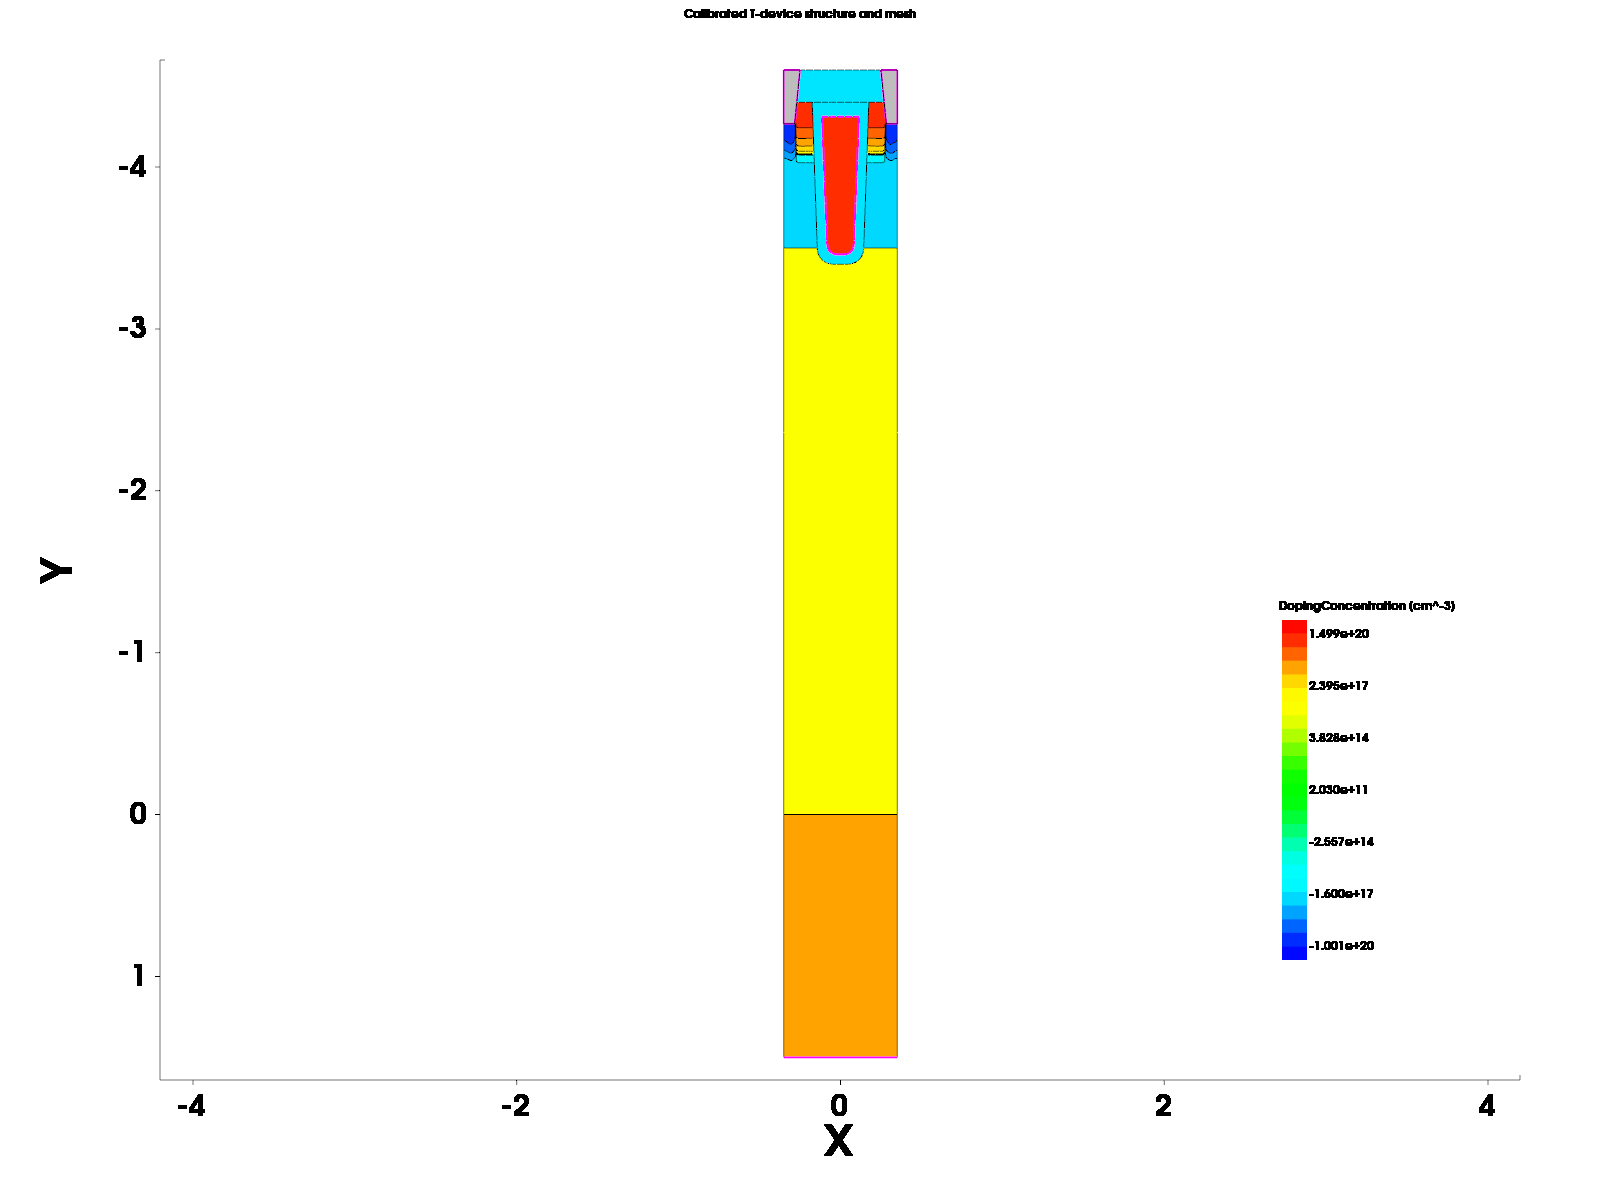 Calibrated T-device structure and mesh
-4
-3
-2
-1
0
1
Y
DopingConcentration (cm^-3)
1.499e+20
2.395e+17
3.828e+14
2.030e+11
-2.557e+14
-1.600e+17
-1.001e+20
-4
-2
0
2
4
X